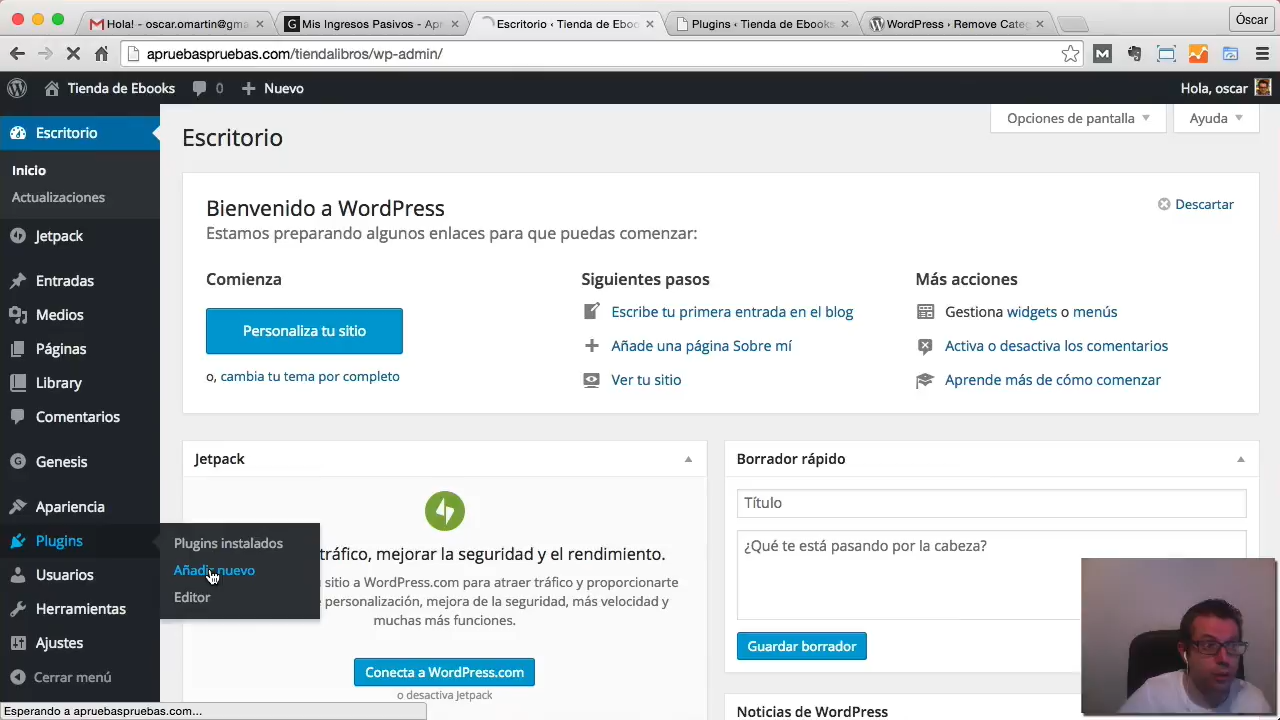 Hola! - oscar.omartin@gma
Mis Ingresos Pasivos - Apr
Escritorio ‹ Tienda de Eboo
Plugins ‹ Tienda de Ebooks
WordPress › Remove Categ
Óscar
apruebaspruebas.com/tiendalibros/wp-admin/
Tienda de Ebooks
0
Nuevo
Hola, oscar
Escritorio
Inicio
Actualizaciones
Jetpack
Entradas
Medios
Páginas
Library
Comentarios
Genesis
Apariencia
Plugins
Usuarios
Herramientas
Ajustes
Cerrar menú
Plugins instalados
Añadir nuevo
Editor
Escritorio
Opciones de pantalla
Ayuda
Bienvenido a WordPress
Descartar
Estamos preparando algunos enlaces para que puedas comenzar:
Comienza
Personaliza tu sitio
o, cambia tu tema por completo
Siguientes pasos
Escribe tu primera entrada en el blog
Añade una página Sobre mí
Ver tu sitio
Más acciones
Gestiona widgets o menús
Activa o desactiva los comentarios
Aprende más de cómo comenzar
Jetpack
tráfico, mejorar la seguridad y el rendimiento.
sitio a WordPress.com para atraer tráfico y proporcionarte
personalización, mejora de la seguridad, más velocidad y
muchas más funciones.
Conecta a WordPress.com
o desactiva Jetpack
Borrador rápido
Título
¿Qué te está pasando por la cabeza?
Guardar borrador
Noticias de WordPress
Esperando a apruebaspruebas.com...